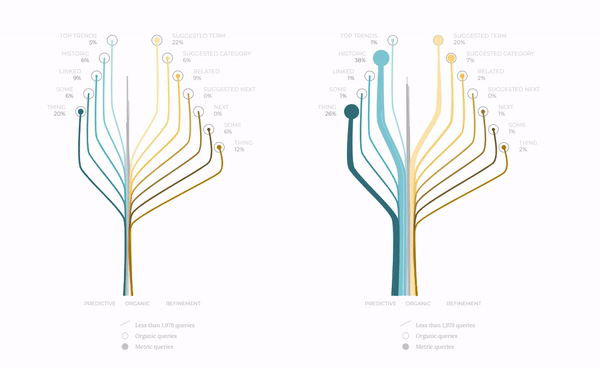 TOP TRENDS
5%
HISTORIC
6%
LINKED
9%
SOME
6%
THING
20%
SUGGESTED TERM
22%
SUGGESTED CATEGORY
6%
RELATED
9%
SUGGESTED NEXT
0%
NEXT
0%
SOME
6%
THING
12%
PREDICTIVE ORGANIC REFINEMENT
Less than 1,978 queries
Organic queries
Metric queries
TOP TRENDS
1%
HISTORIC
38%
LINKED
1%
SOME
1%
THING
26%
SUGGESTED TERM
20%
SUGGESTED CATEGORY
7%
RELATED
2%
SUGGESTED NEXT
0%
NEXT
1%
SOME
1%
THING
2%
PREDICTIVE ORGANIC REFINEMENT
Less than 1,978 queries
Organic queries
Metric queries